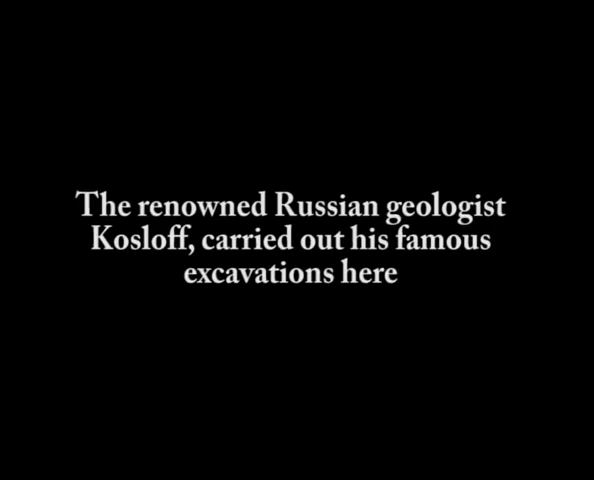 The renowned Russian geologist
Kosloff, carried out his famous
excavations here